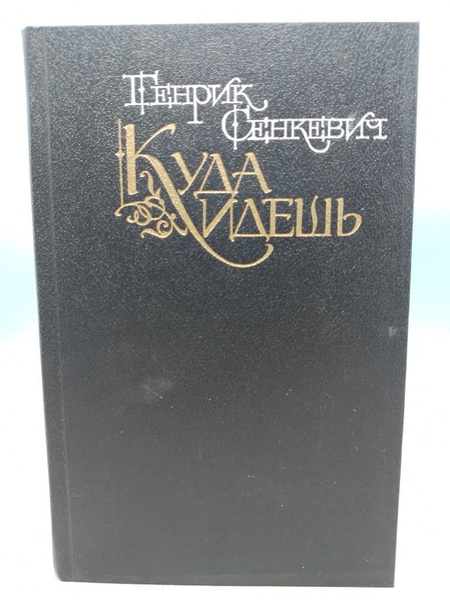 Генрик
Сенкевич
Куда
идешь